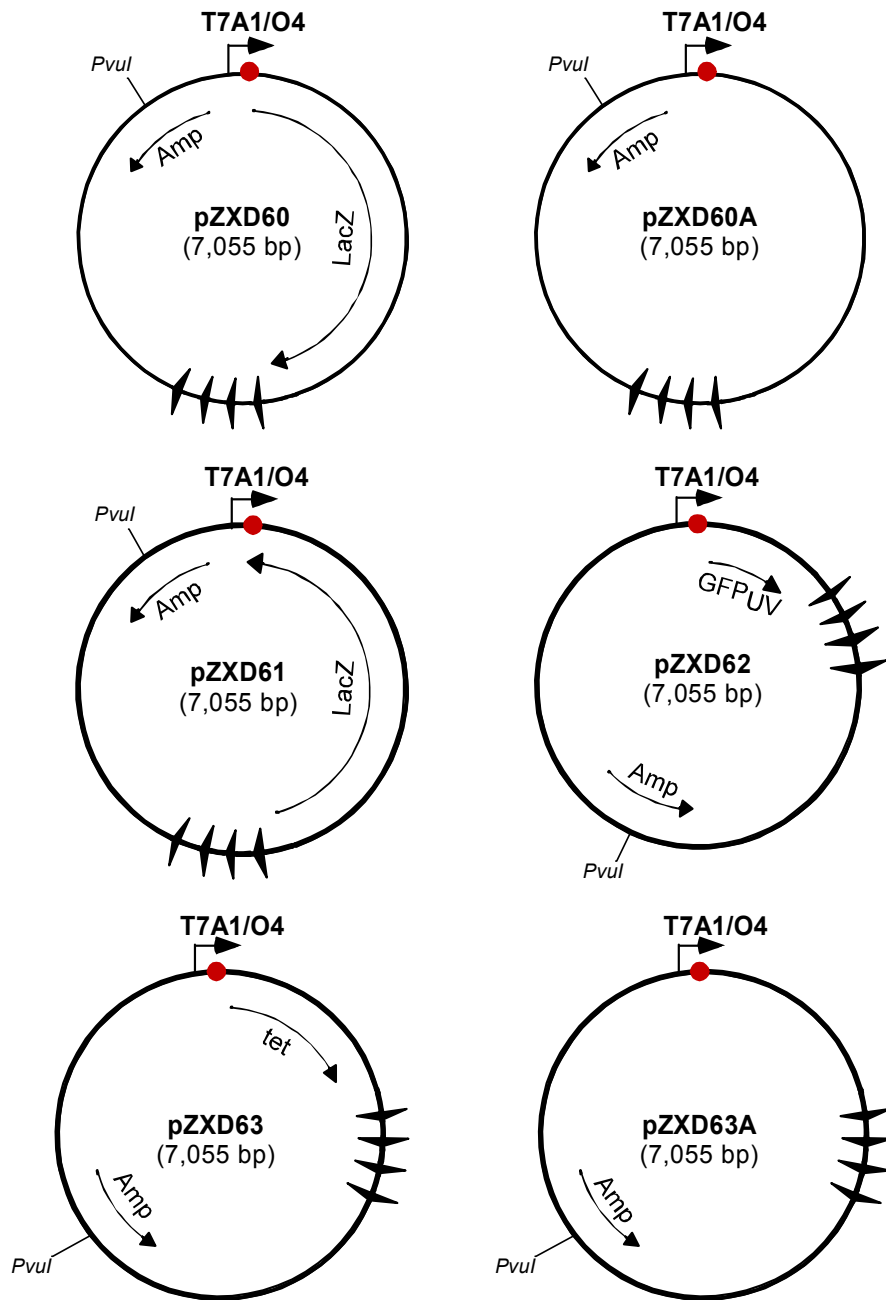 T7A1/O4
PvuI
Amp
LacZ
pZXD60
(7,055 bp)
T7A1/O4
PvuI
Amp
pZXD60A
(7,055 bp)
T7A1/O4
PvuI
Amp
LacZ
pZXD61
(7,055 bp)
T7A1/O4
GFPUV
pZXD62
(7,055 bp)
Amp
PvuI
T7A1/O4
tet
pZXD63
(7,055 bp)
Amp
PvuI
T7A1/O4
pZXD63A
(7,055 bp)
Amp
PvuI